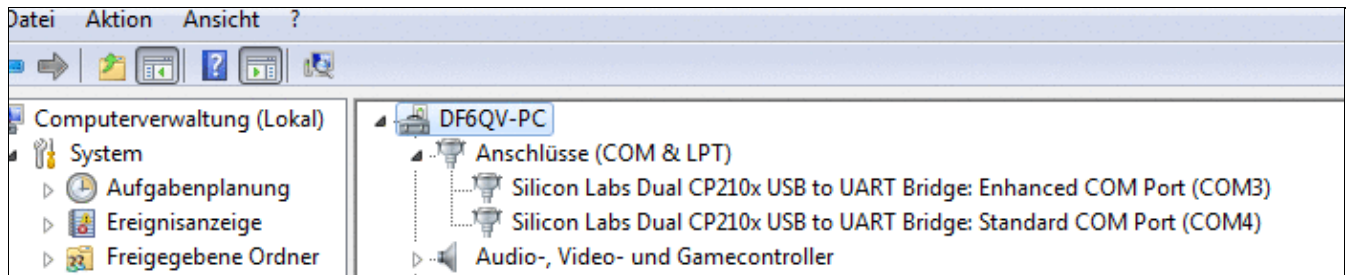 Datei Aktion Ansicht ?
Computerverwaltung (Lokal)
System
Aufgabenplanung
Ereignisanzeige
Freigegebene Ordner
DF6QV-PC
Anschlüsse (COM & LPT)
Silicon Labs Dual CP210x USB to UART Bridge: Enhanced COM Port (COM3)
Silicon Labs Dual CP210x USB to UART Bridge: Standard COM Port (COM4)
Audio-, Video- und Gamecontroller